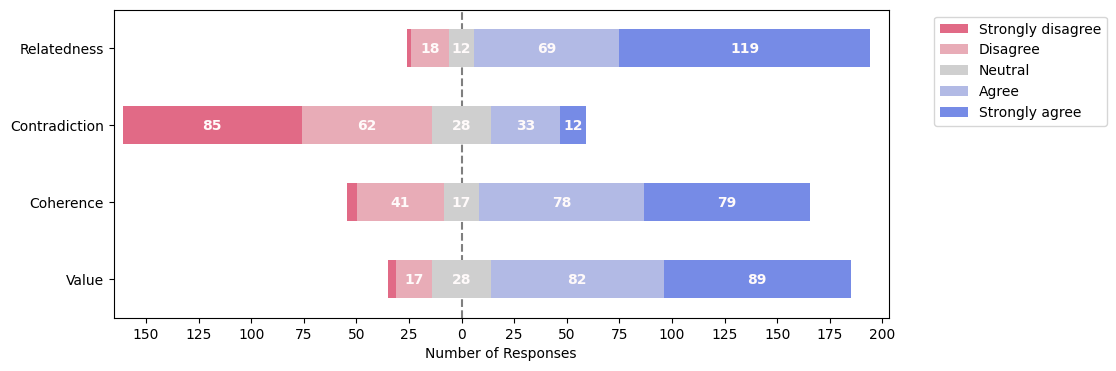 Relatedness 18 12 69 119
Contradiction 85 62 28 33 12
Coherence 41 17 78 79
Value 17 28 82 89
150 125 100 75 50 25 0 25 50 75 100 125 150 175 200
Number of Responses
Strongly disagree
Disagree
Neutral
Agree
Strongly agree